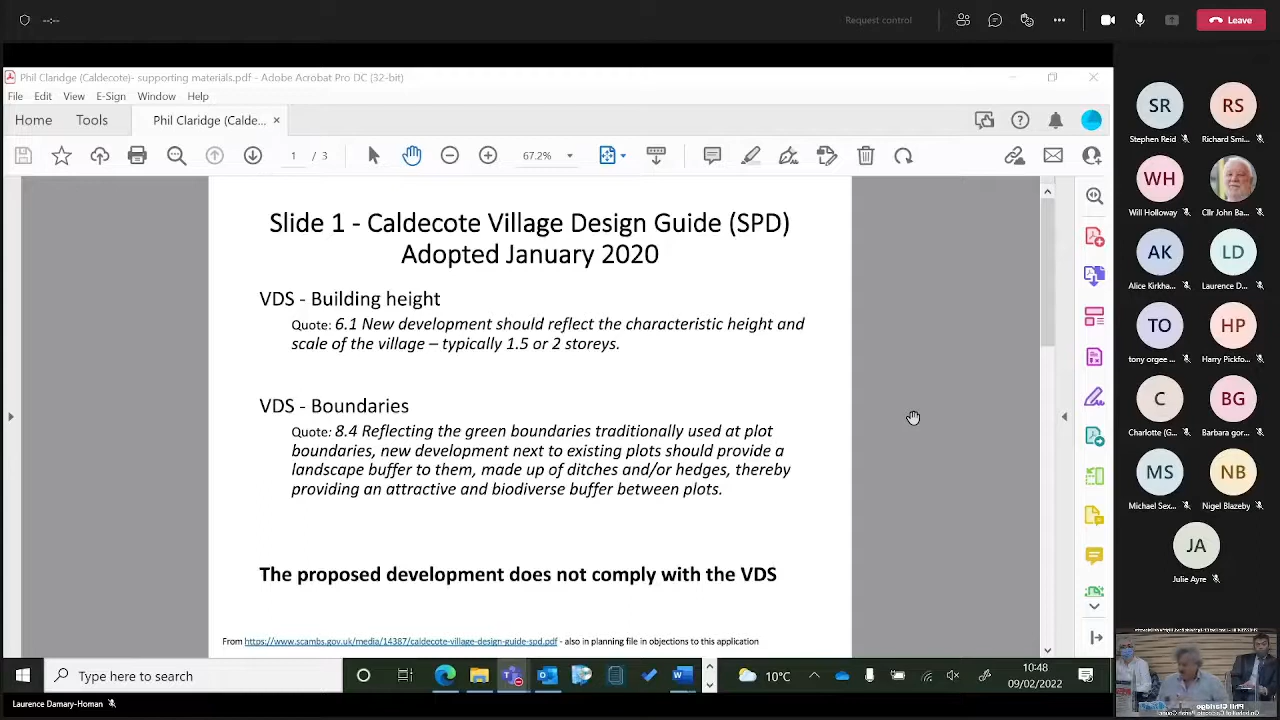 --:--
Request control
Leave
Phil Claridge (Caldecote)- supporting materials.pdf - Adobe Acrobat Pro DC (32-bit)
File Edit View E-Sign Window Help
Home Tools Phil Claridge (Calde... ×
1 / 3 67.2%
Slide 1 - Caldecote Village Design Guide (SPD)
Adopted January 2020
VDS - Building height
Quote: 6.1 New development should reflect the characteristic height and
scale of the village – typically 1.5 or 2 storeys.
VDS - Boundaries
Quote: 8.4 Reflecting the green boundaries traditionally used at plot
boundaries, new development next to existing plots should provide a
landscape buffer to them, made up of ditches and/or hedges, thereby
providing an attractive and biodiverse buffer between plots.
The proposed development does not comply with the VDS
From https://www.scambs.gov.uk/media/14387/caldecote-village-design-guide-spd.pdf - also in planning file in objections to this application
SR RS
Stephen Reid Richard Smi...
WH
Will Holloway Cllr John Ba...
AK LD
Alice Kirkha... Laurence D...
TO HP
tony orgee ... Harry Pickfo...
C BG
Charlotte (G... Barbara gor...
MS NB
Michael Sex... Nigel Blazeby
JA
Julie Ayre
Type here to search
10°C
10:48
09/02/2022
Laurence Damary-Homan
Phil Claridge